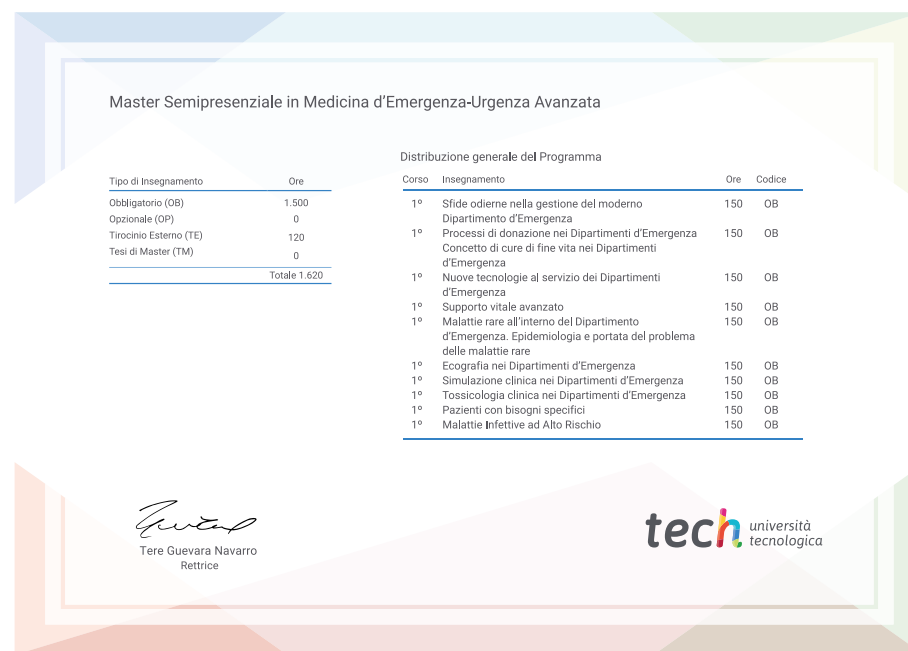 Master Semipresenziale in Medicina d'Emergenza-Urgenza Avanzata
Tipo di Insegnamento Ore
Obbligatorio (OB) 1.500
Opzionale (OP) 0
Tirocinio Esterno (TE) 120
Tesi di Master (TM) 0
Totale 1.620
Distribuzione generale del Programma
Corso Insegnamento Ore Codice
1º Sfide odierne nella gestione del moderno 150 OB
Dipartimento d'Emergenza
1º Processi di donazione nei Dipartimenti d'Emergenza 150 OB
Concetto di cure di fine vita nei Dipartimenti
d'Emergenza
1º Nuove tecnologie al servizio dei Dipartimenti 150 OB
d'Emergenza
1º Supporto vitale avanzato 150 OB
1º Malattie rare all'interno del Dipartimento 150 OB
d'Emergenza. Epidemiologia e portata del problema
delle malattie rare
1º Ecografia nei Dipartimenti d'Emergenza 150 OB
1º Simulazione clinica nei Dipartimenti d'Emergenza 150 OB
1º Tossicologia clinica nei Dipartimenti d'Emergenza 150 OB
1º Pazienti con bisogni specifici 150 OB
1º Malattie Infettive ad Alto Rischio 150 OB
Tere Guevara Navarro
Rettrice
tech università
tecnologica